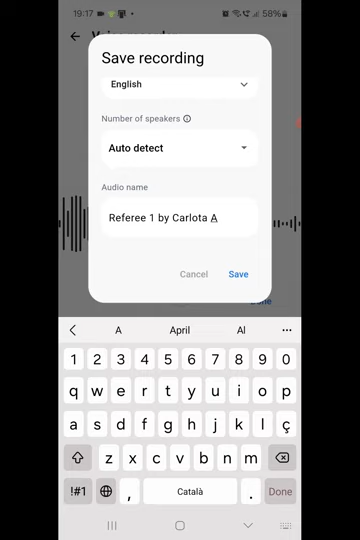 19:17
58%
Save recording
English
Number of speakers
Auto detect
Audio name
Referee 1 by Carlota A
Cancel
Save
A
April
Al
1 2 3 4 5 6 7 8 9 0
q w e r t y u i o p
a s d f g h j k l ç
z x c v b n m
!#1
,
Català
.
Done